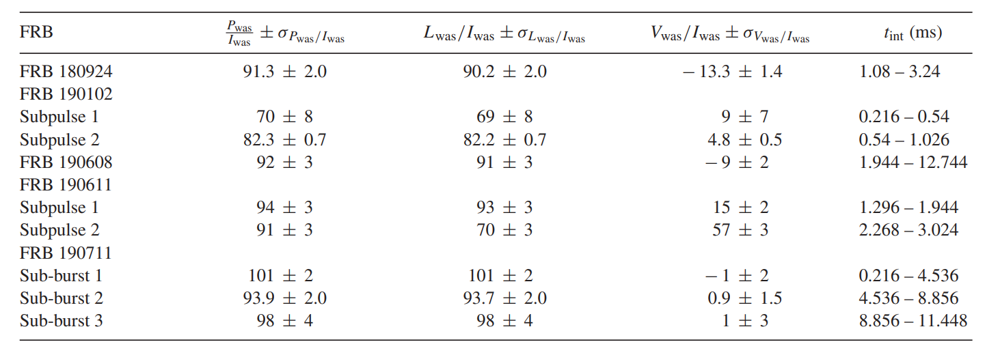 FRB P_was/I_was ± σ_P_was/I_was L_was/I_was ± σ_L_was/I_was V_was/I_was ± σ_V_was/I_was t_int (ms)
FRB 180924 91.3 ± 2.0 90.2 ± 2.0 − 13.3 ± 1.4 1.08 – 3.24
FRB 190102
Subpulse 1 70 ± 8 69 ± 8 9 ± 7 0.216 – 0.54
Subpulse 2 82.3 ± 0.7 82.2 ± 0.7 4.8 ± 0.5 0.54 – 1.026
FRB 190608 92 ± 3 91 ± 3 − 9 ± 2 1.944 – 12.744
FRB 190611
Subpulse 1 94 ± 3 93 ± 3 15 ± 2 1.296 – 1.944
Subpulse 2 91 ± 3 70 ± 3 57 ± 3 2.268 – 3.024
FRB 190711
Sub-burst 1 101 ± 2 101 ± 2 − 1 ± 2 0.216 – 4.536
Sub-burst 2 93.9 ± 2.0 93.7 ± 2.0 0.9 ± 1.5 4.536 – 8.856
Sub-burst 3 98 ± 4 98 ± 4 1 ± 3 8.856 – 11.448